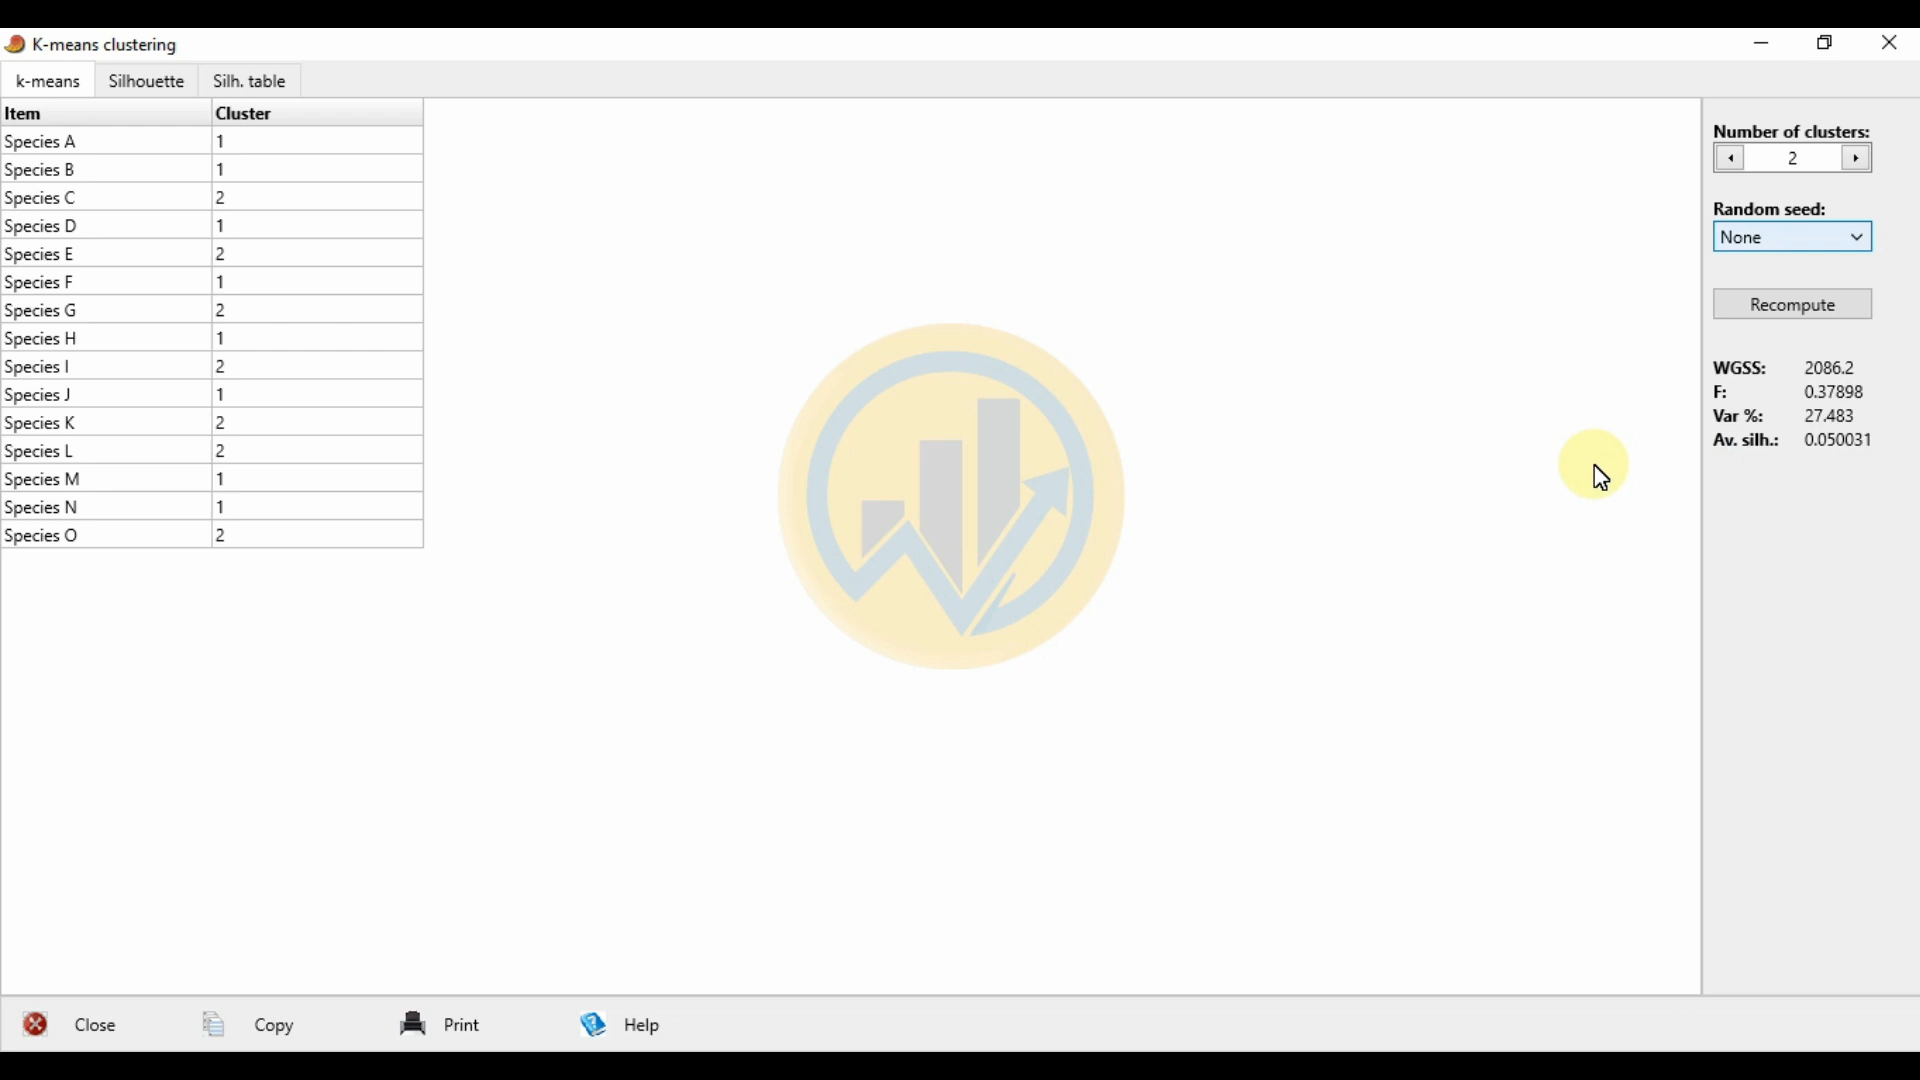 K-means clustering
k-means Silhouette Silh. table
Item Cluster
Species A 1
Species B 1
Species C 2
Species D 1
Species E 2
Species F 1
Species G 2
Species H 1
Species I 2
Species J 1
Species K 2
Species L 2
Species M 1
Species N 1
Species O 2
Number of clusters:
2
Random seed:
None
Recompute
WGSS: 2086.2
F: 0.37898
Var %: 27.483
Av. silh.: 0.050031
Close Copy Print Help